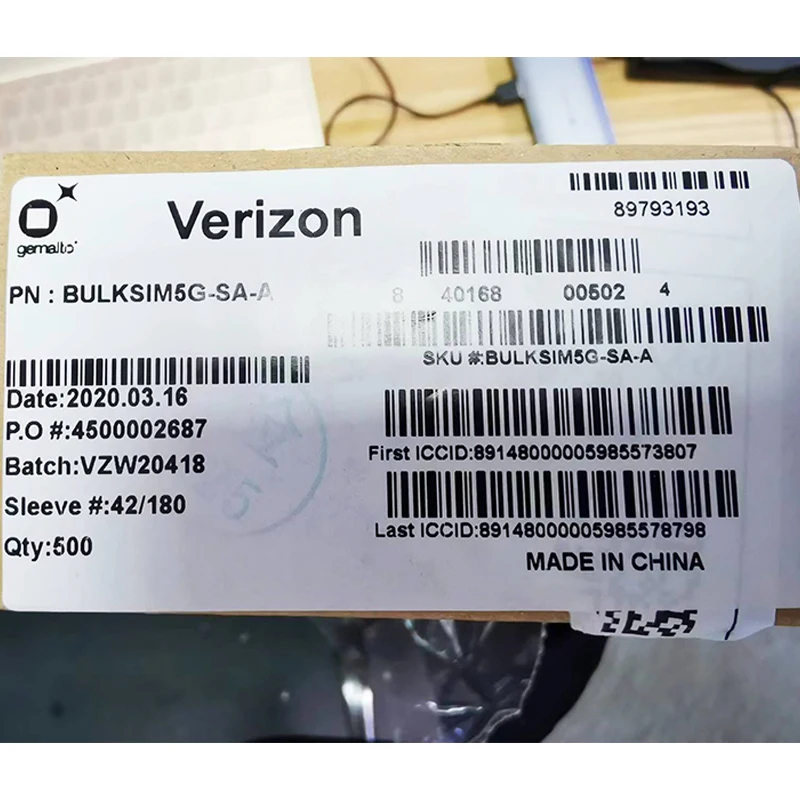 gemalto
Verizon
89793193
PN : BULKSIM5G-SA-A
8 40168 00502 4
SKU #:BULKSIM5G-SA-A
Date:2020.03.16
P.O #:4500002687
First ICCID:89148000005985573807
Batch:VZW20418
Sleeve #:42/180
Last ICCID:89148000005985578798
Qty:500
MADE IN CHINA